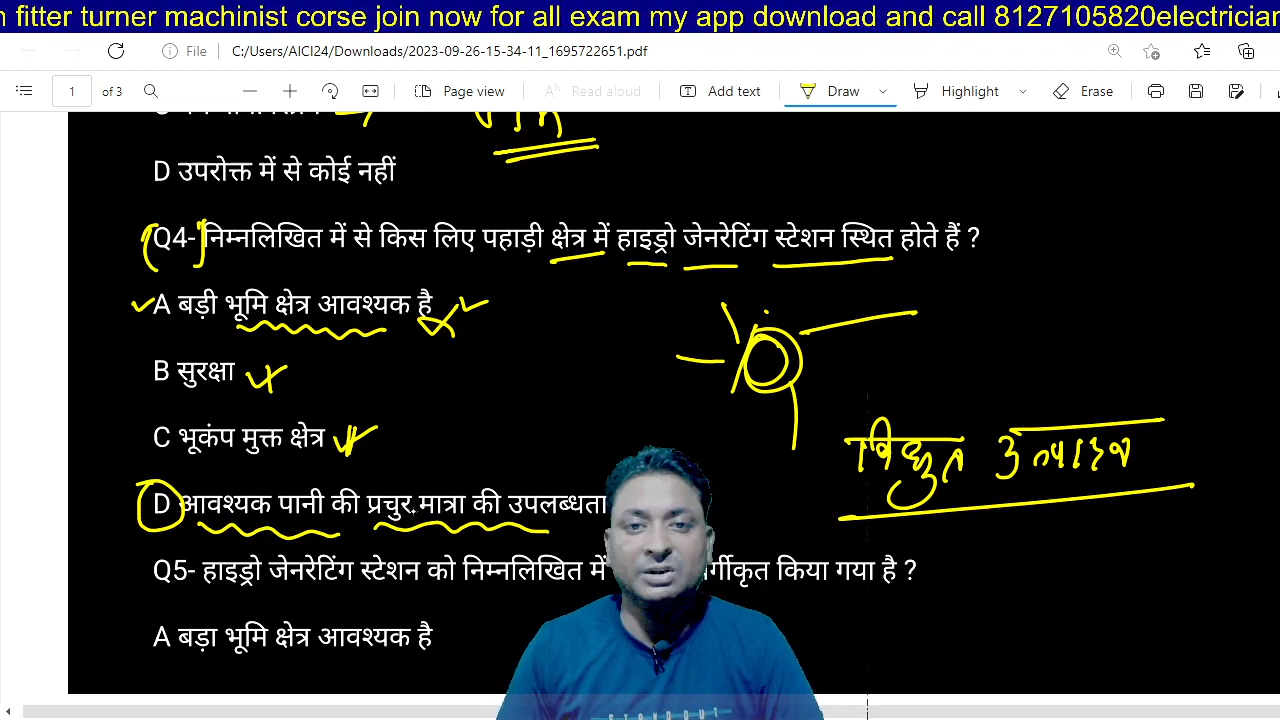 n fitter turner machinist corse join now for all exam my app download and call 8127105820electrician
File C:/Users/AICI24/Downloads/2023-09-26-15-34-11_1695722651.pdf
1 of 3 Page view Read aloud Add text Draw Highlight Erase
D उपरोक्त में से कोई नहीं
Q4- निम्नलिखित में से किस लिए पहाड़ी क्षेत्र में हाइड्रो जेनरेटिंग स्टेशन स्थित होते हैं ?
A बड़ी भूमि क्षेत्र आवश्यक है
B सुरक्षा
C भूकंप मुक्त क्षेत्र
विद्युत
D आवश्यक पानी की प्रचुर मात्रा की उपलब्धता
Q5- हाइड्रो जेनरेटिंग स्टेशन को निम्नलिखित में र्गीकृत किया गया है ?
A बड़ा भूमि क्षेत्र आवश्यक है
STANDOUT